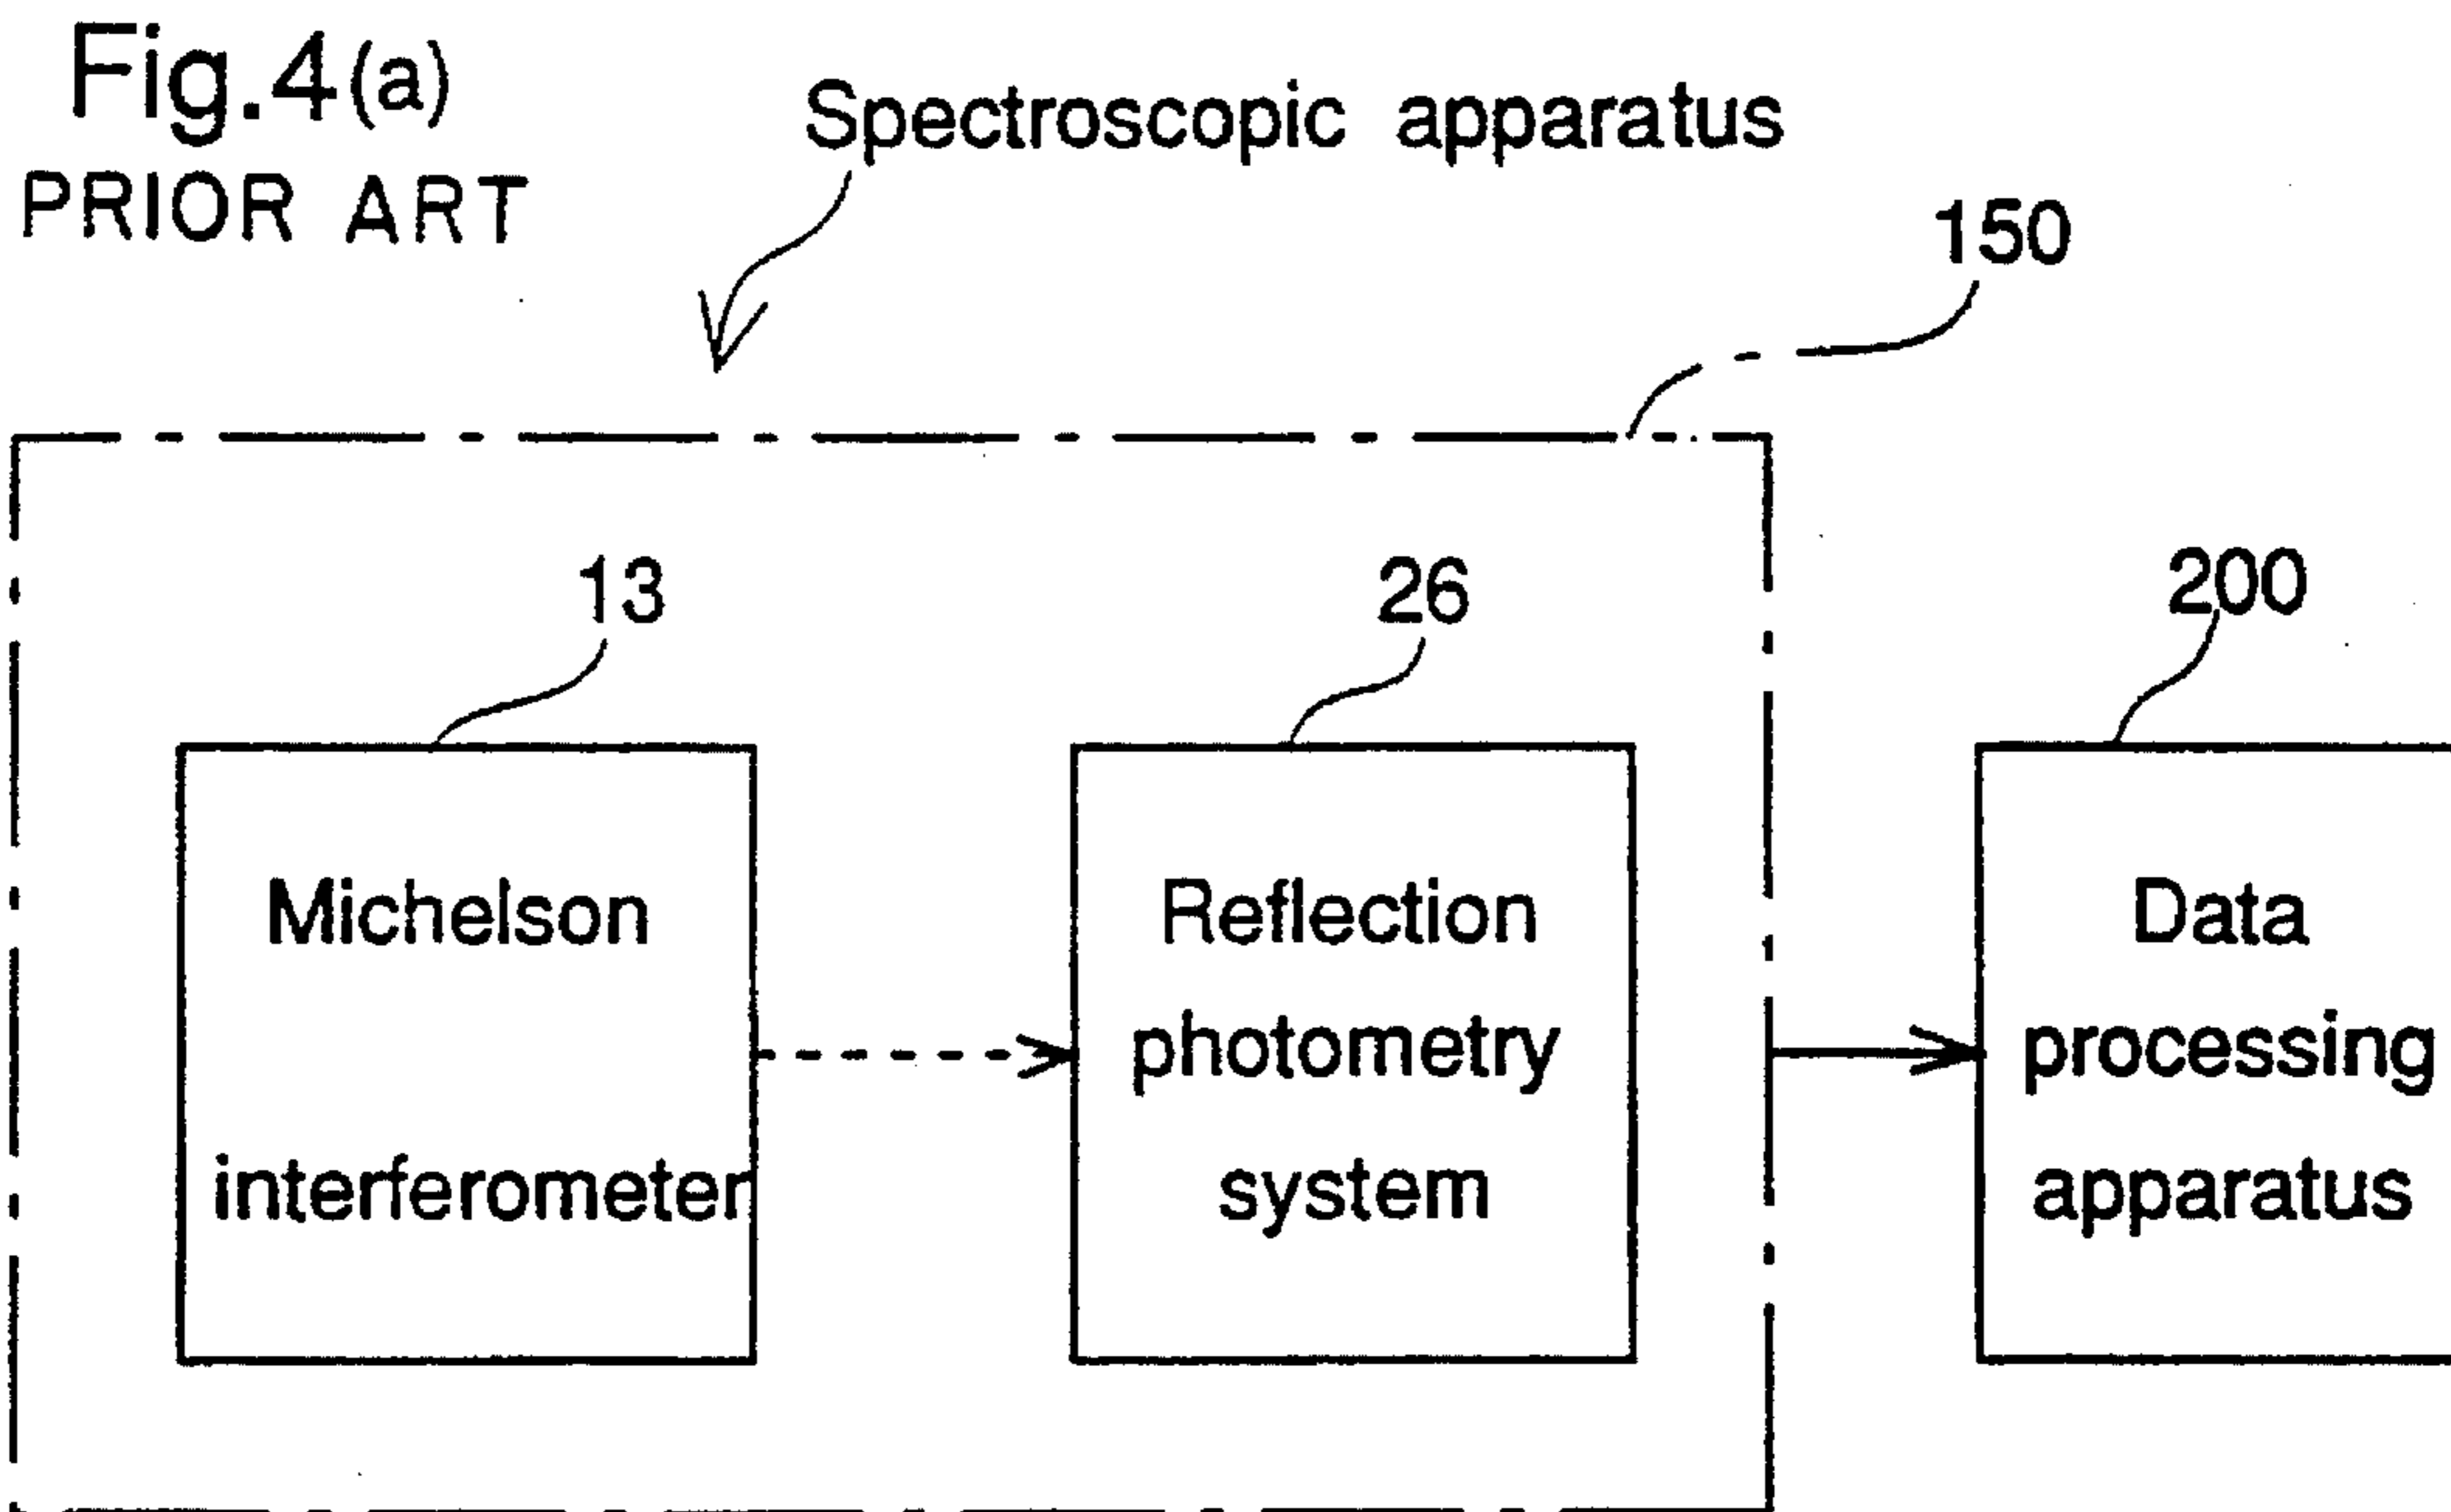 Fig.4(a)
PRIOR ART
Spectroscopic apparatus
150
13
26
200
Michelson
interferometer
Reflection
photometry
system
Data
processing
apparatus